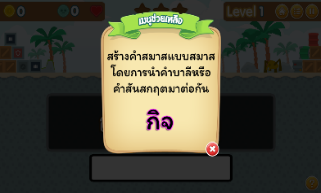 0
0
Level 1
เมนูช่วยเหลือ
สร้างคำสมาสแบบสมาส
โดยการนำคำบาลีหรือ
คำสันสกฤตมาต่อกัน
กิจ